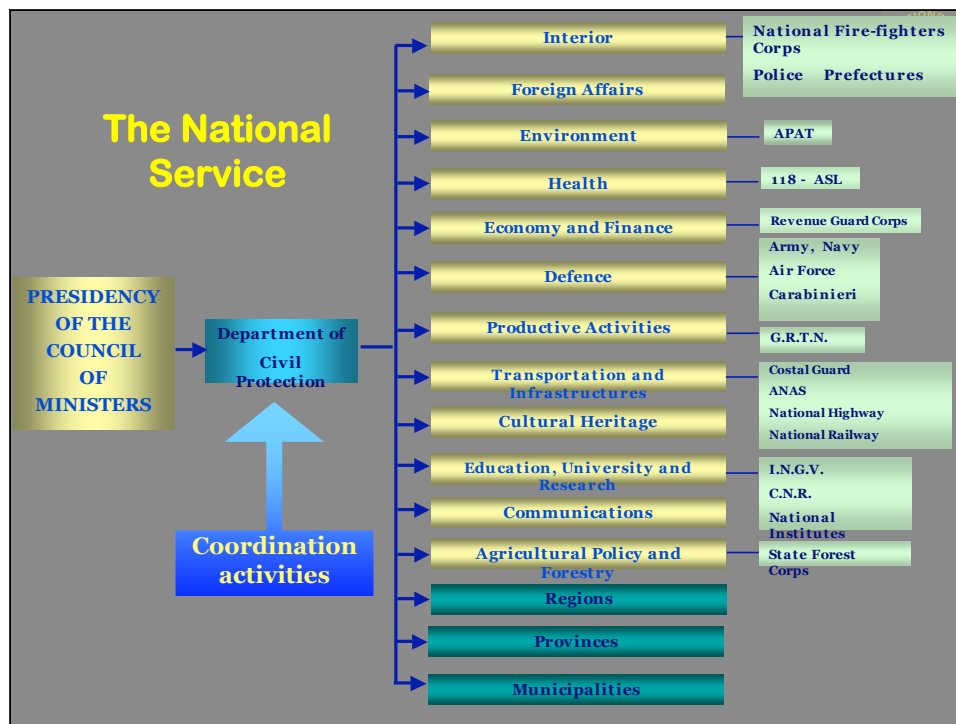 The National
Service
PRESIDENCY
OF THE
COUNCIL
OF
MINISTERS
Department of
Civil
Protection
Coordination
activities
Interior
National Fire-fighters
Corps
Police Prefectures
Foreign Affairs
Environment
APAT
Health
118 - ASL
Economy and Finance
Revenue Guard Corps
Defence
Army, Navy
Air Force
Carabinieri
Productive Activities
G.R.T.N.
Transportation and
Infrastructures
Costal Guard
ANAS
National Highway
National Railway
Cultural Heritage
Education, University and
Research
I.N.G.V.
C.N.R.
National
Institutes
Communications
Agricultural Policy and
Forestry
State Forest
Corps
Regions
Provinces
Municipalities